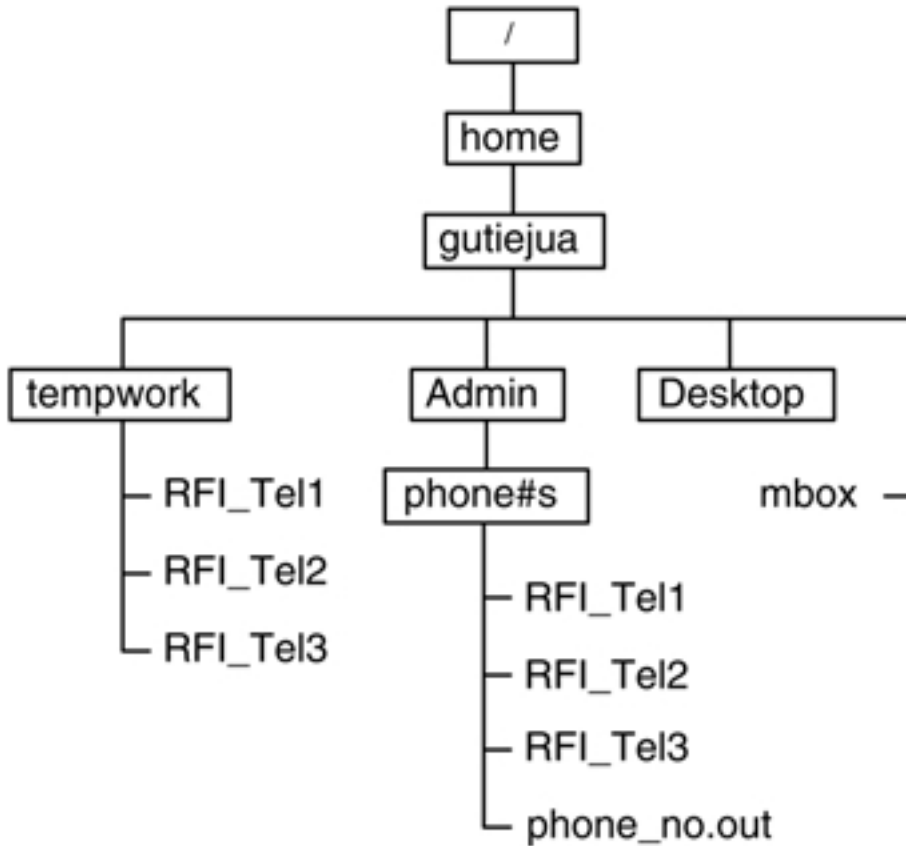 /
home
gutiejua
tempwork
Admin
Desktop
RFI_Tel1
phone#s
mbox
RFI_Tel2
RFI_Tel3
RFI_Tel1
RFI_Tel2
RFI_Tel3
phone_no.out